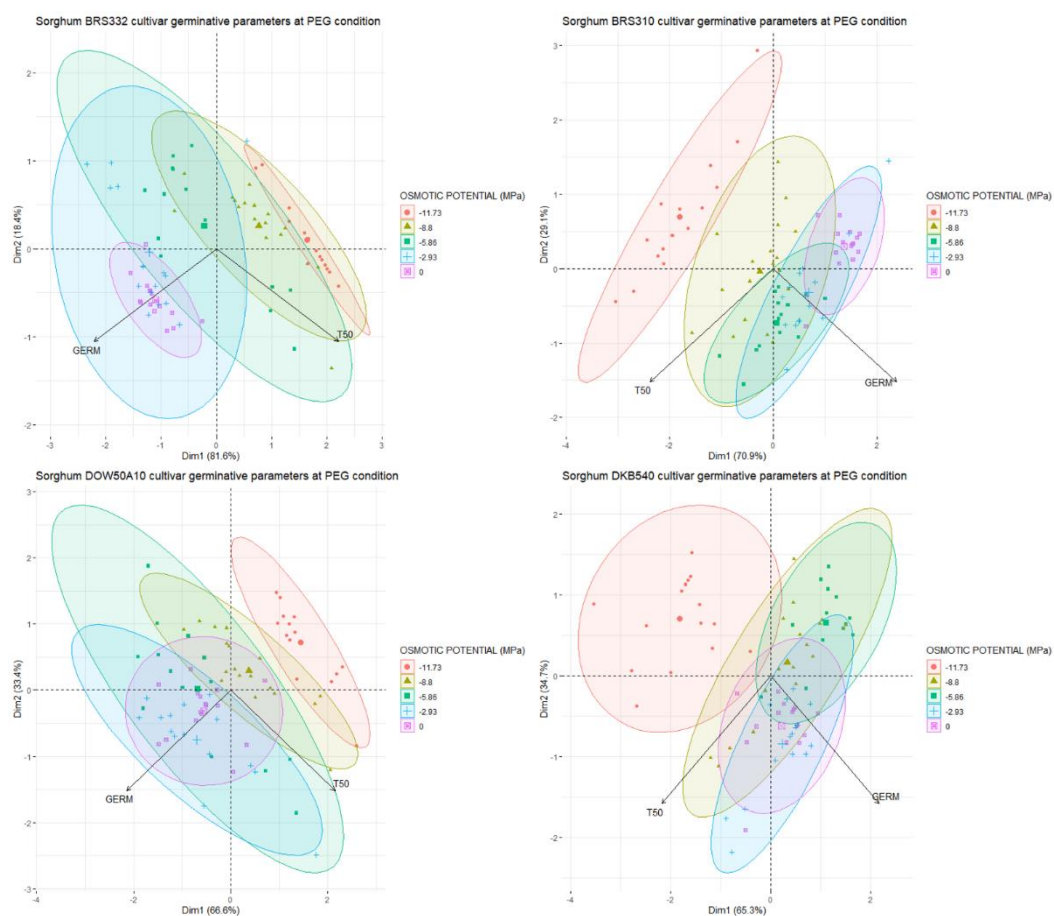 Sorghum BRS332 cultivar germinative parameters at PEG condition
2
1
0
-1
-2
Dim2 (18.4%)
-3
-2
-1
0
1
2
3
Dim1 (81.6%)
GERM
T50
OSMOTIC POTENTIAL (MPa)
-11.73
-8.8
-5.86
-2.93
0
Sorghum BRS310 cultivar germinative parameters at PEG condition
3
2
1
0
-1
-2
Dim2 (29.1%)
-4
-2
0
2
Dim1 (70.9%)
T50
GERM
OSMOTIC POTENTIAL (MPa)
-11.73
-8.8
-5.86
-2.93
0
Sorghum DOW50A10 cultivar germinative parameters at PEG condition
3
2
1
0
-1
-2
-3
Dim2 (33.4%)
-4
-2
0
2
Dim1 (66.6%)
GERM
T50
OSMOTIC POTENTIAL (MPa)
-11.73
-8.8
-5.86
-2.93
0
Sorghum DKB540 cultivar germinative parameters at PEG condition
2
1
0
-1
-2
Dim2 (34.7%)
-4
-2
0
2
Dim1 (65.3%)
T50
GERM
OSMOTIC POTENTIAL (MPa)
-11.73
-8.8
-5.86
-2.93
0